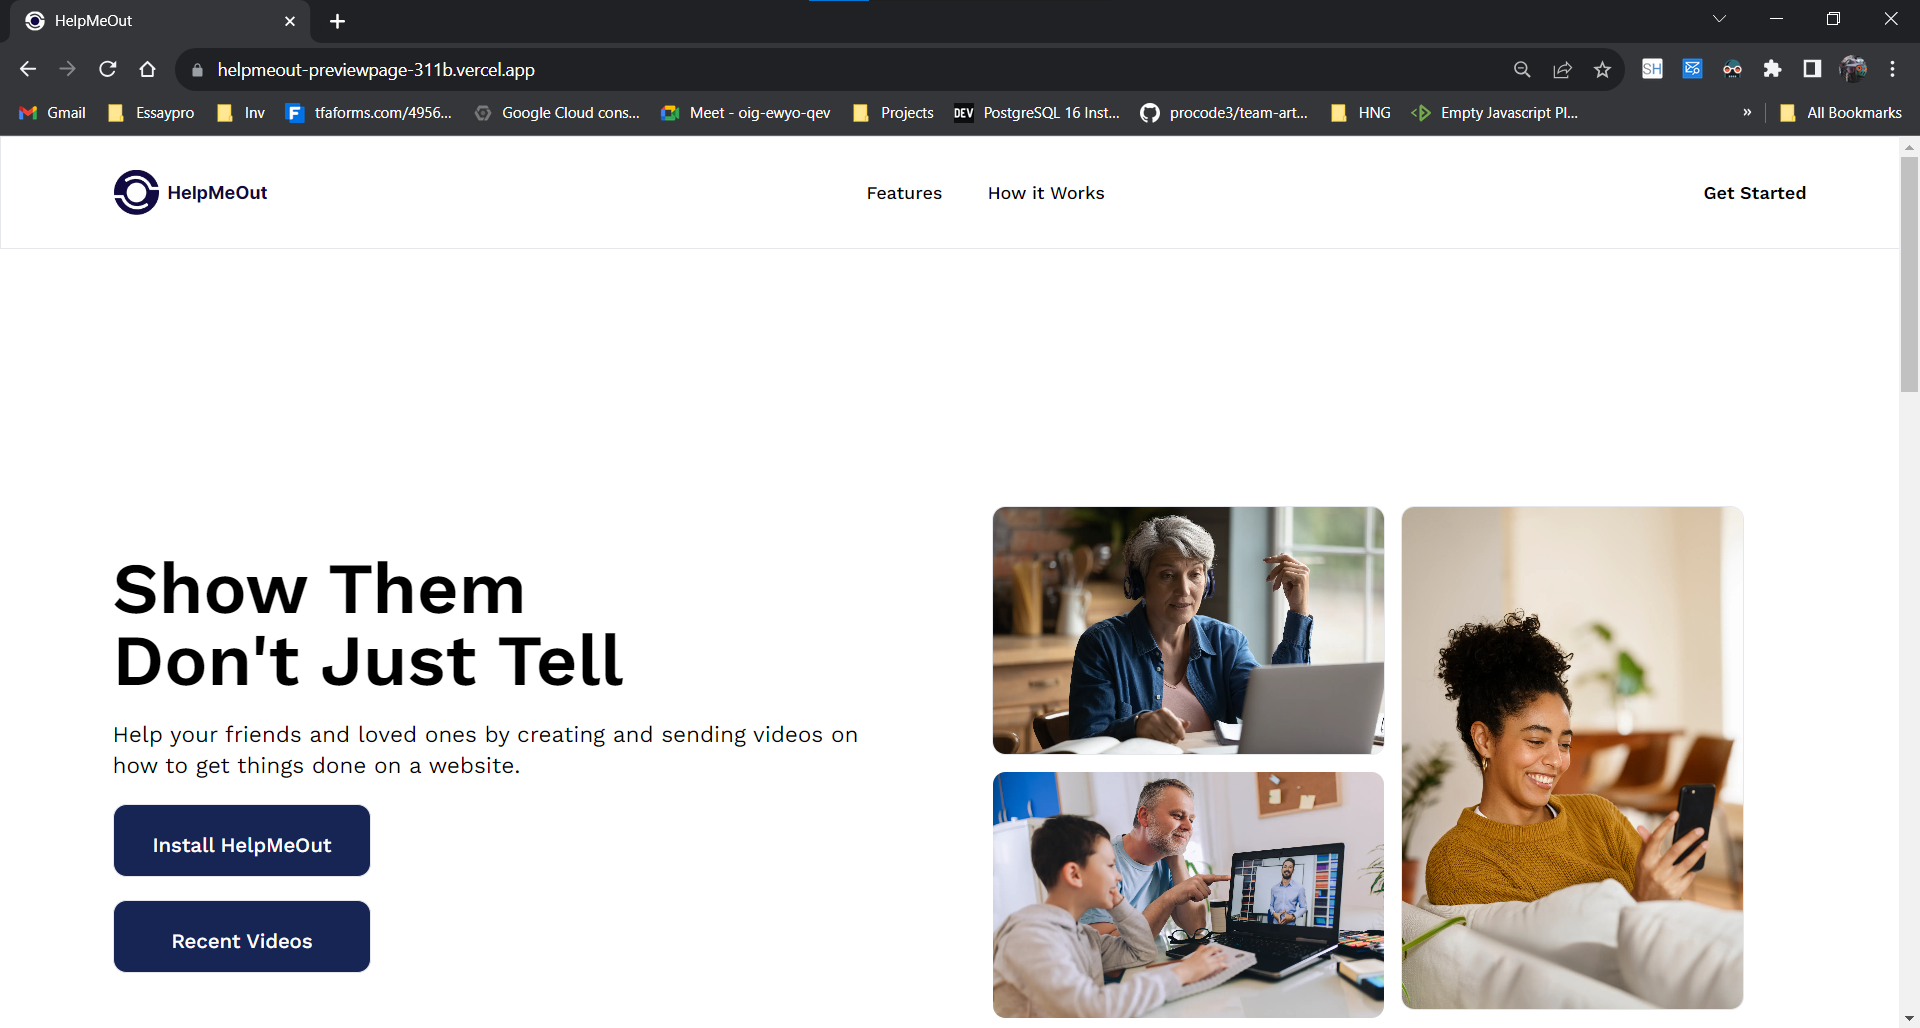 HelpMeOut
helpmeout-previewpage-311b.vercel.app
SH
Gmail
Essaypro
Inv
F
tfaforms.com/4956...
Google Cloud cons...
Meet - oig-ewyo-qev
Projects
DEV
PostgreSQL 16 Inst...
procode3/team-art...
HNG
Empty Javascript Pl...
»
All Bookmarks
HelpMeOut
Features
How it Works
Get Started
Show Them
Don't Just Tell
Help your friends and loved ones by creating and sending videos on
how to get things done on a website.
Install HelpMeOut
Recent Videos